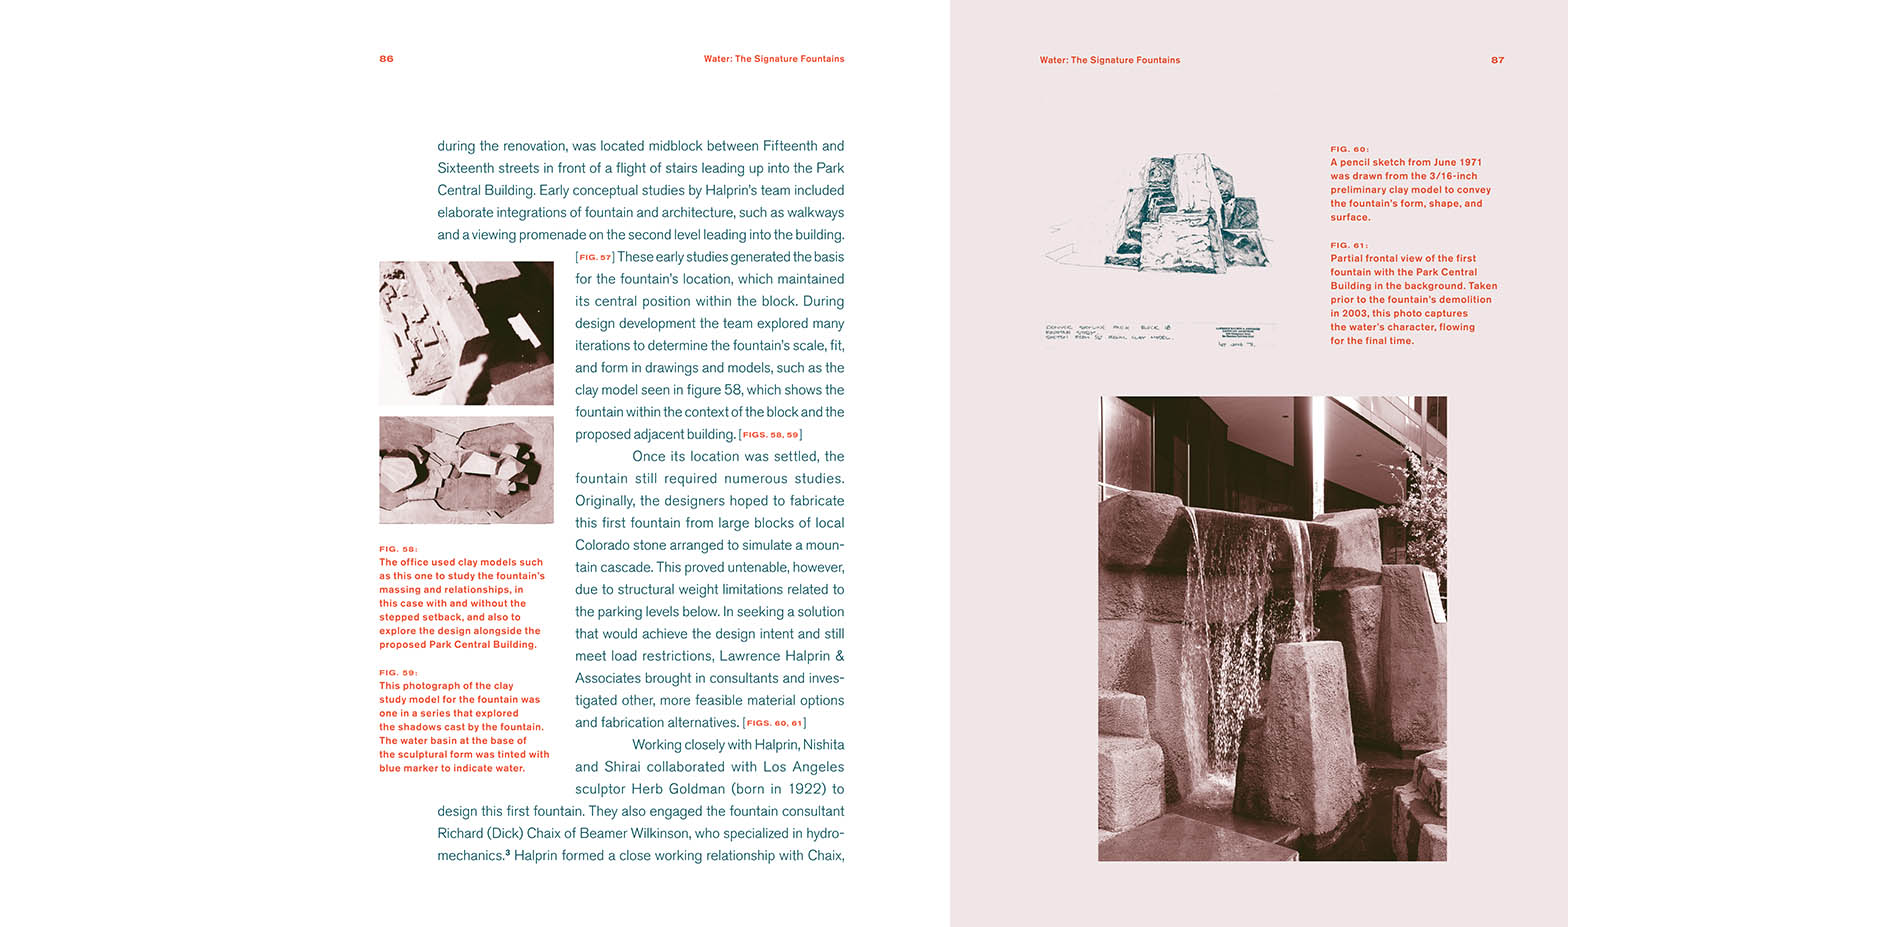 86
Water: The Signature Fountains
during the renovation, was located midblock between Fifteenth and
Sixteenth streets in front of a flight of stairs leading up into the Park
Central Building. Early conceptual studies by Halprin’s team included
elaborate integrations of fountain and architecture, such as walkways
and a viewing promenade on the second level leading into the building.
[FIG. 57] These early studies generated the basis
for the fountain’s location, which maintained
its central position within the block. During
design development the team explored many
iterations to determine the fountain’s scale, fit,
and form in drawings and models, such as the
clay model seen in figure 58, which shows the
fountain within the context of the block and the
proposed adjacent building. [FIGS. 58, 59]
Once its location was settled, the
fountain still required numerous studies.
Originally, the designers hoped to fabricate
this first fountain from large blocks of local
Colorado stone arranged to simulate a moun-
tain cascade. This proved untenable, however,
due to structural weight limitations related to
the parking levels below. In seeking a solution
that would achieve the design intent and still
meet load restrictions, Lawrence Halprin &
Associates brought in consultants and inves-
tigated other, more feasible material options
and fabrication alternatives. [FIGS. 60, 61]
Working closely with Halprin, Nishita
and Shirai collaborated with Los Angeles
sculptor Herb Goldman (born in 1922) to
design this first fountain. They also engaged the fountain consultant
Richard (Dick) Chaix of Beamer Wilkinson, who specialized in hydro-
mechanics.³ Halprin formed a close working relationship with Chaix,
FIG. 58:
The office used clay models such
as this one to study the fountain’s
massing and relationships, in
this case with and without the
stepped setback, and also to
explore the design alongside the
proposed Park Central Building.
FIG. 59:
This photograph of the clay
study model for the fountain was
one in a series that explored
the shadows cast by the fountain.
The water basin at the base of
the sculptural form was tinted with
blue marker to indicate water.
Water: The Signature Fountains
87
FIG. 60:
A pencil sketch from June 1971
was drawn from the 3/16-inch
preliminary clay model to convey
the fountain’s form, shape, and
surface.
FIG. 61:
Partial frontal view of the first
fountain with the Park Central
Building in the background. Taken
prior to the fountain’s demolition
in 2003, this photo captures
the water’s character, flowing
for the final time.
DENVER SKYLINE PARK BLOCK 18
FOUNTAIN STUDY
SKETCH FROM CLAY MODEL.